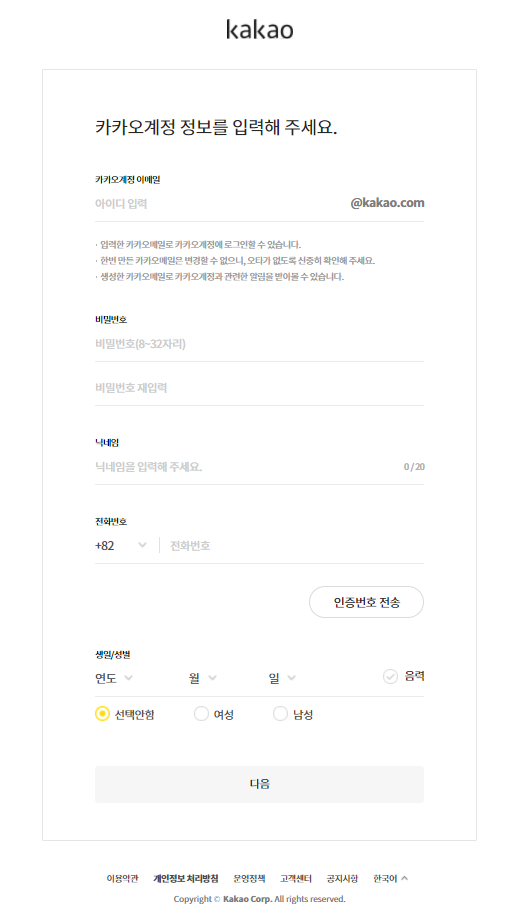 kakao
카카오계정 정보를 입력해 주세요.
카카오계정 이메일
아이디 입력 @kakao.com
· 입력한 카카오메일로 카카오계정에 로그인할 수 있습니다.
· 한번 만든 카카오메일은 변경할 수 없으니, 오타가 없도록 신중히 확인해 주세요.
· 생성한 카카오메일로 카카오계정과 관련한 알림을 받아볼 수 있습니다.
비밀번호
비밀번호(8~32자리)
비밀번호 재입력
닉네임
닉네임을 입력해 주세요. 0 / 20
전화번호
+82 전화번호
인증번호 전송
생일/성별
연도 월 일 음력
선택안함 여성 남성
다음
이용약관 개인정보 처리방침 운영정책 고객센터 공지사항 한국어
Copyright © Kakao Corp. All rights reserved.